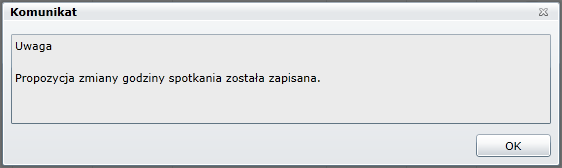 Komunikat
Uwaga
Propozycja zmiany godziny spotkania została zapisana.
OK